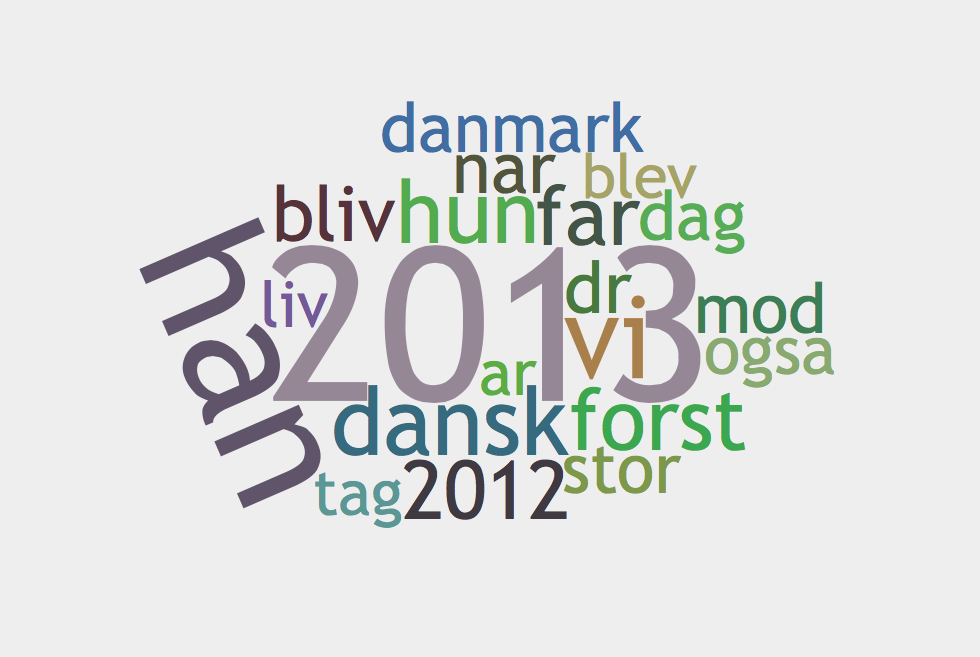 danmark
nar
blev
bliv
hun
far
dag
han
2013
liv
dr
vi
mod
ogsa
ar
dansk
forst
tag
2012
stor